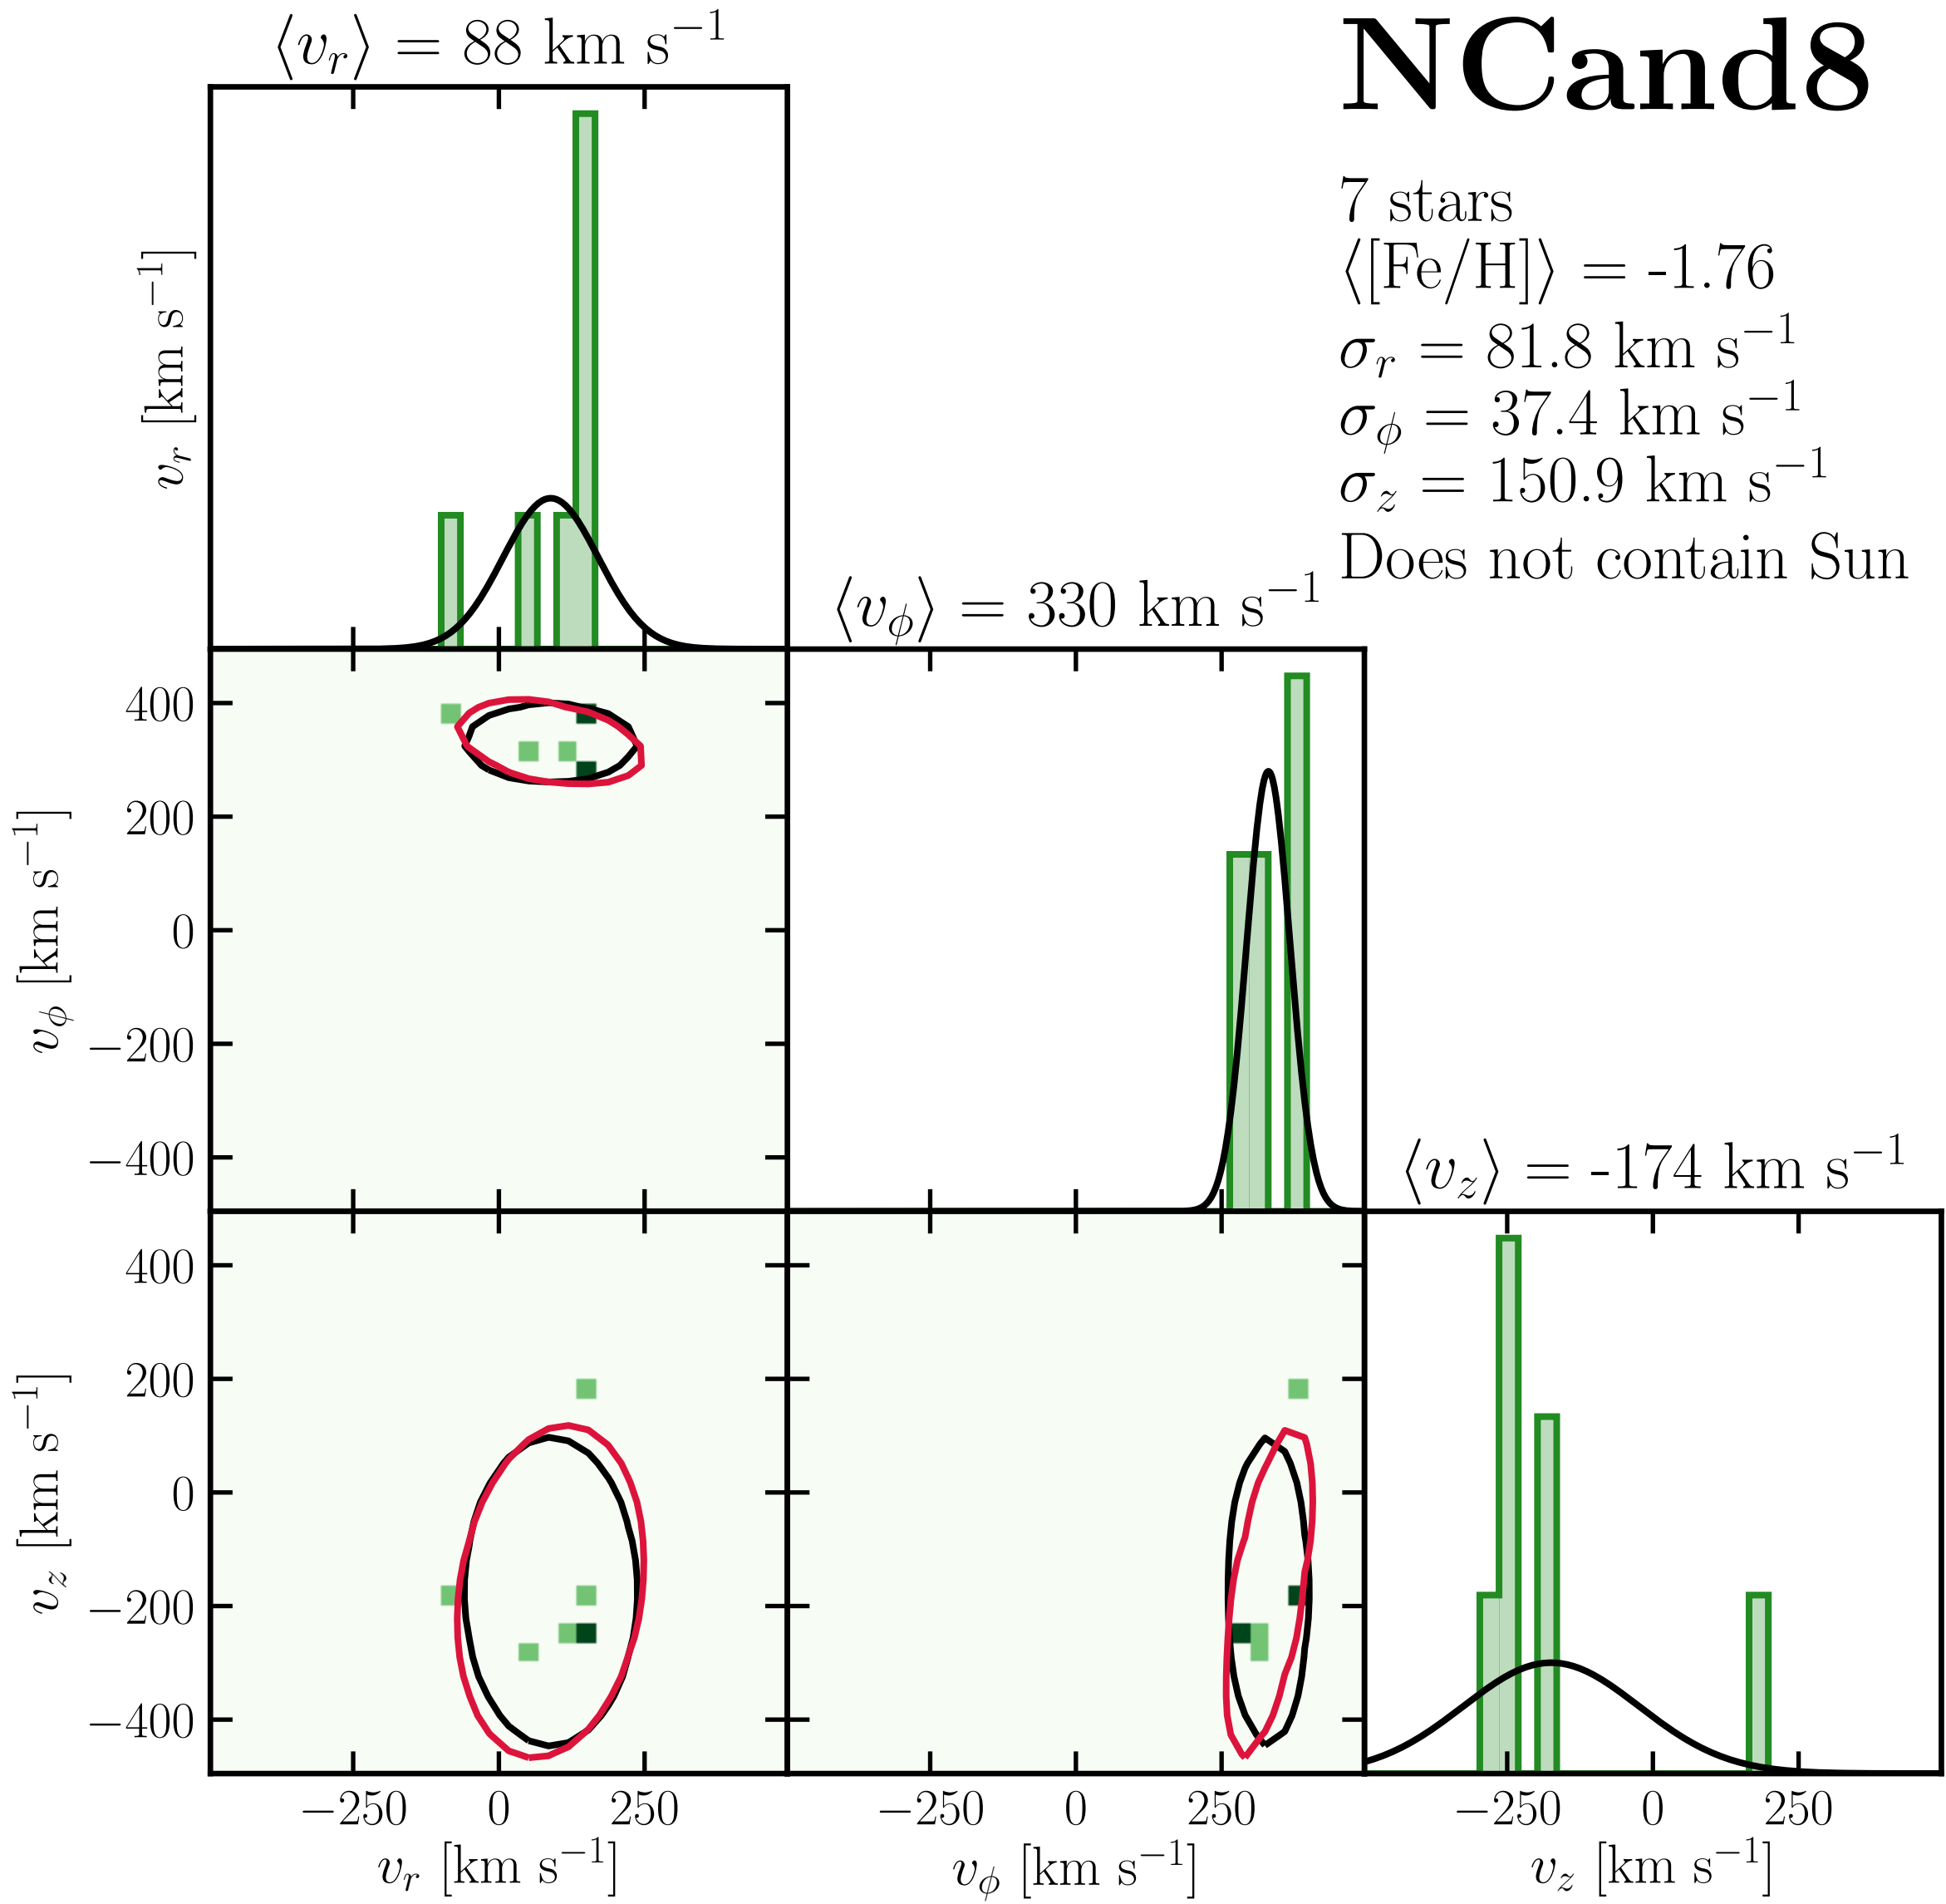 ⟨v_r⟩ = 88 km s⁻¹
NCand8
7 stars
⟨[Fe/H]⟩ = -1.76
σ_r = 81.8 km s⁻¹
σ_ϕ = 37.4 km s⁻¹
σ_z = 150.9 km s⁻¹
Does not contain Sun
v_r [km s⁻¹]
⟨v_ϕ⟩ = 330 km s⁻¹
400
200
0
−200
−400
v_ϕ [km s⁻¹]
⟨v_z⟩ = -174 km s⁻¹
400
200
0
−200
−400
v_z [km s⁻¹]
−250 0 250
−250 0 250
−250 0 250
v_r [km s⁻¹]
v_ϕ [km s⁻¹]
v_z [km s⁻¹]